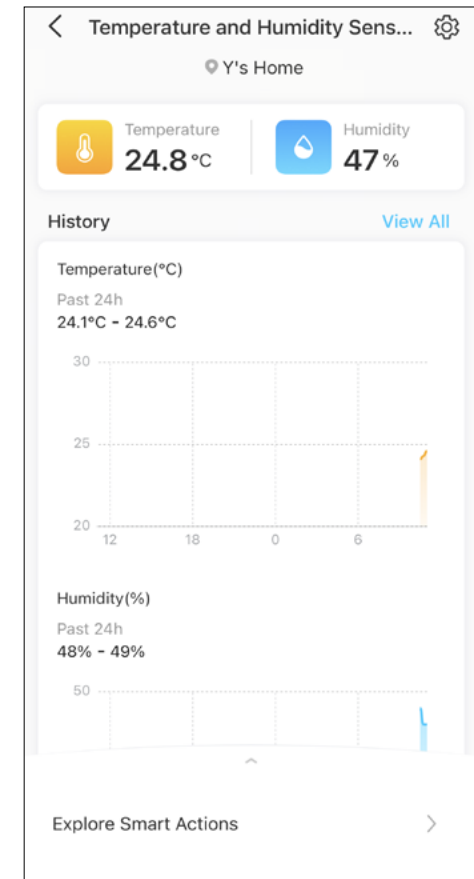 Temperature and Humidity Sens...
Y's Home
Temperature
24.8 °C
Humidity
47 %
History
View All
Temperature(°C)
Past 24h
24.1°C - 24.6°C
30
25
20
12 18 0 6
Humidity(%)
Past 24h
48% - 49%
50
Explore Smart Actions